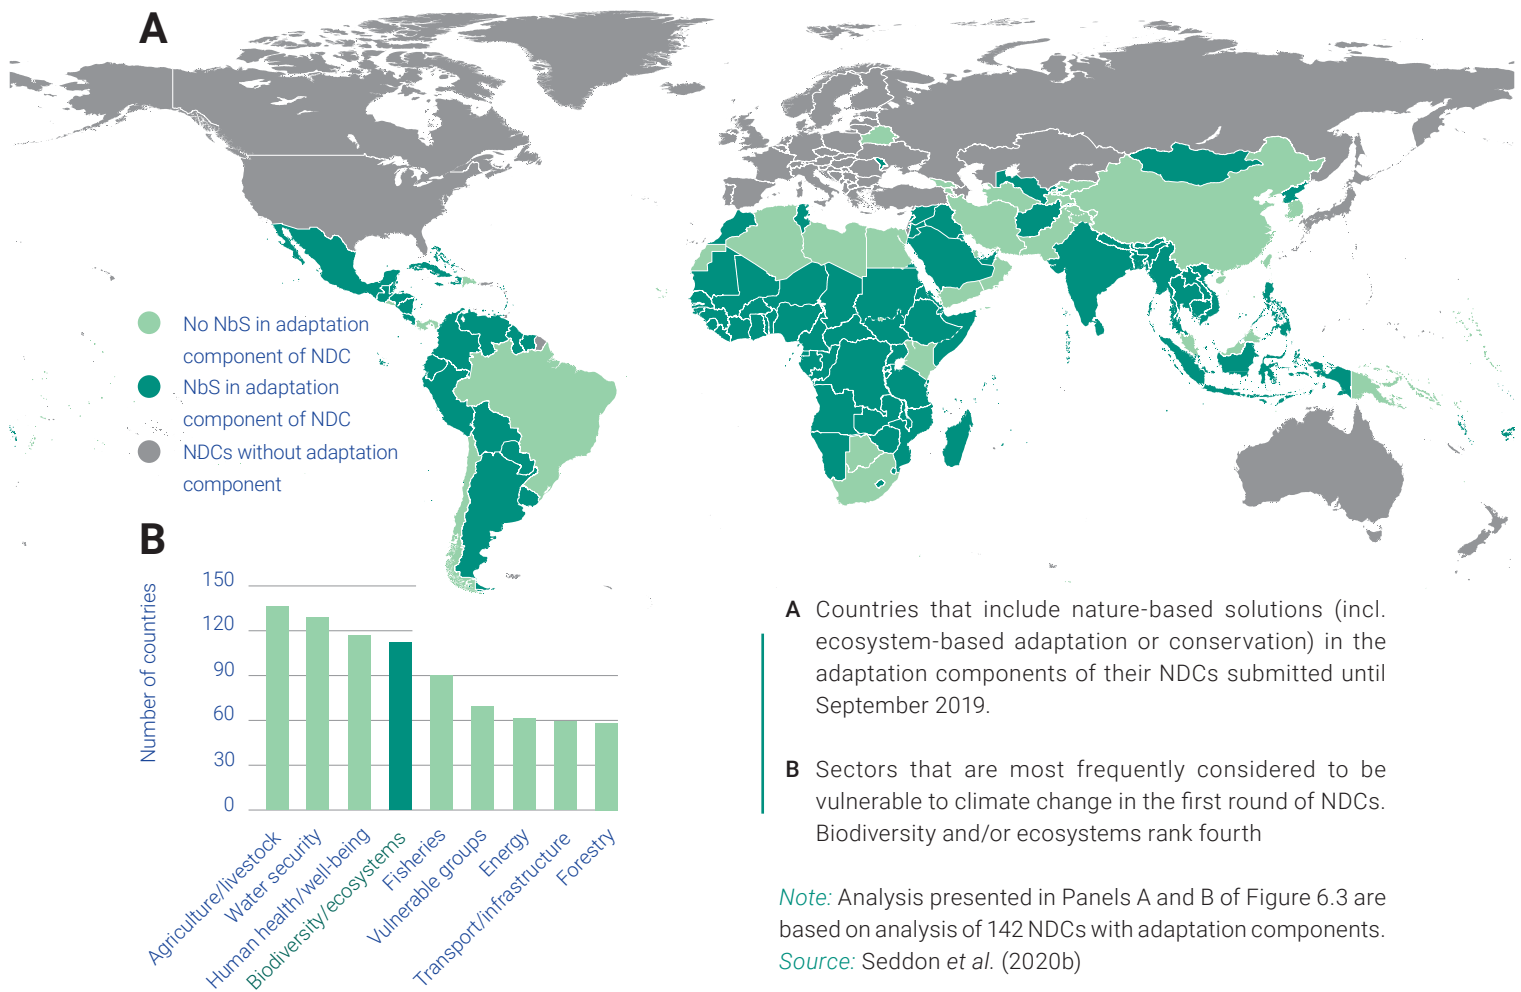 A
No NbS in adaptation
component of NDC
NbS in adaptation
component of NDC
NDCs without adaptation
component
B
Number of countries
150
120
90
60
30
0
Agriculture/livestock
Water security
Human health/well-being
Biodiversity/ecosystems
Fisheries
Vulnerable groups
Energy
Transport/infrastructure
Forestry
A Countries that include nature-based solutions (incl.
ecosystem-based adaptation or conservation) in the
adaptation components of their NDCs submitted until
September 2019.
B Sectors that are most frequently considered to be
vulnerable to climate change in the first round of NDCs.
Biodiversity and/or ecosystems rank fourth
Note: Analysis presented in Panels A and B of Figure 6.3 are
based on analysis of 142 NDCs with adaptation components.
Source: Seddon et al. (2020b)